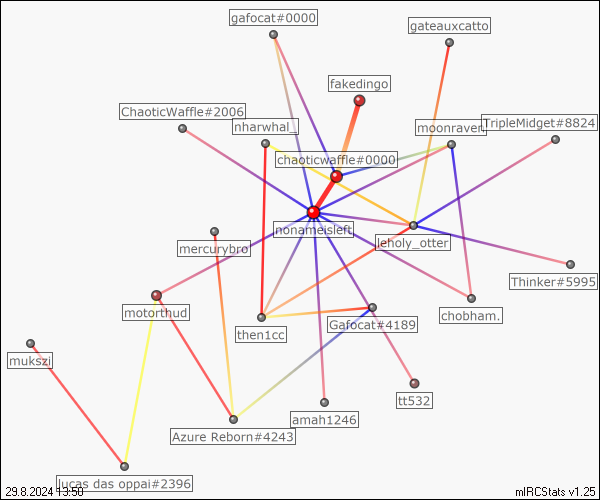 gafocat#0000
gateauxcatto
fakedingo
ChaoticWaffle#2006
nharwhal_
moonraven
TripleMidget#8824
chaoticwaffle#0000
nonameisleft
leholy_otter
mercurybro
Thinker#5995
motorthud
chobham.
then1cc
Gafocat#4189
mukszi
tt532
amah1246
Azure Reborn#4243
lucas das oppai#2396
29.8.2024 13:50
mIRCStats v1.25